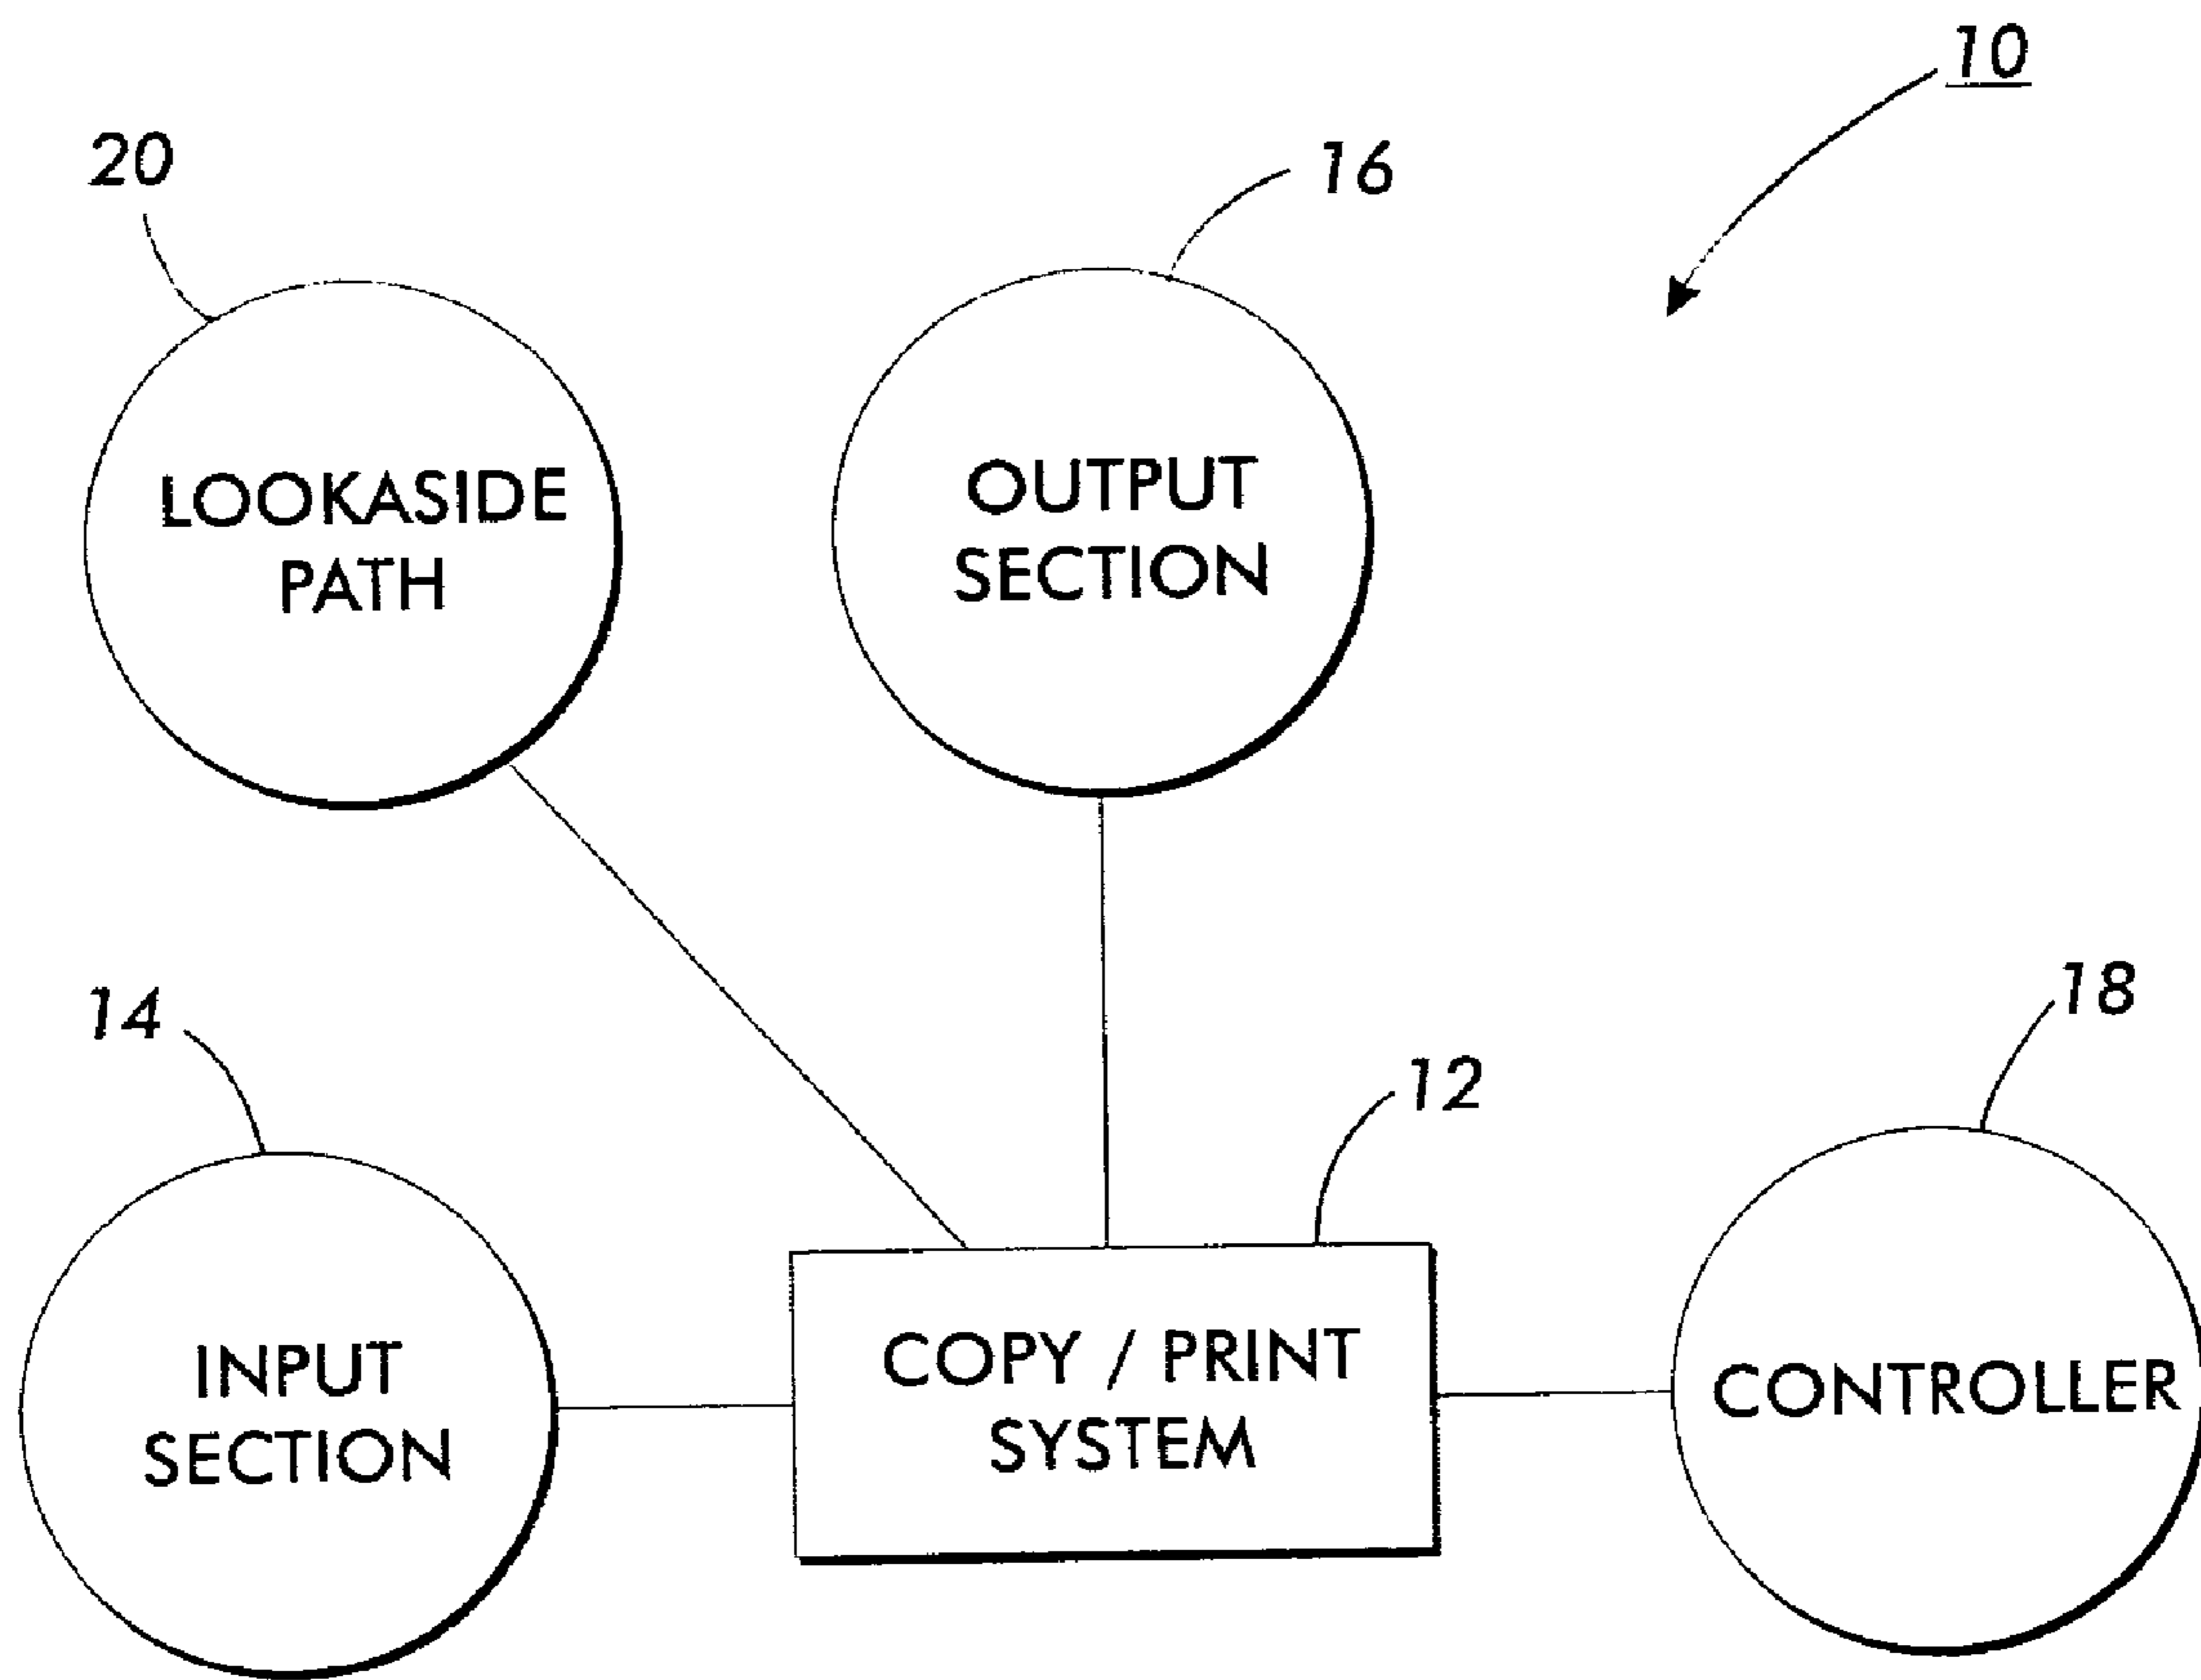 10
20
16
LOOKASIDE
PATH
OUTPUT
SECTION
14
12
18
INPUT
SECTION
COPY / PRINT
SYSTEM
CONTROLLER